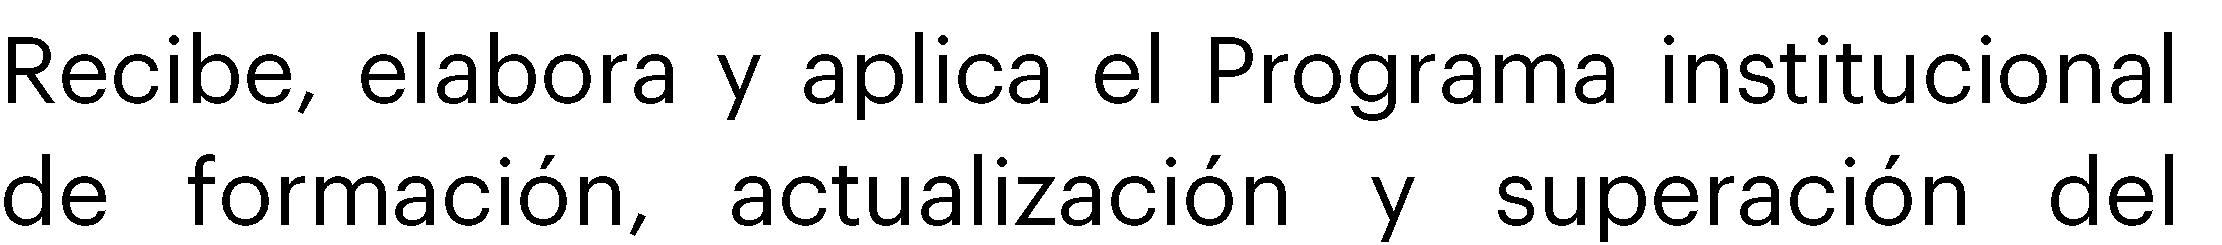 Recibe, elabora y aplica el Programa institucional
de formación, actualización y superación del